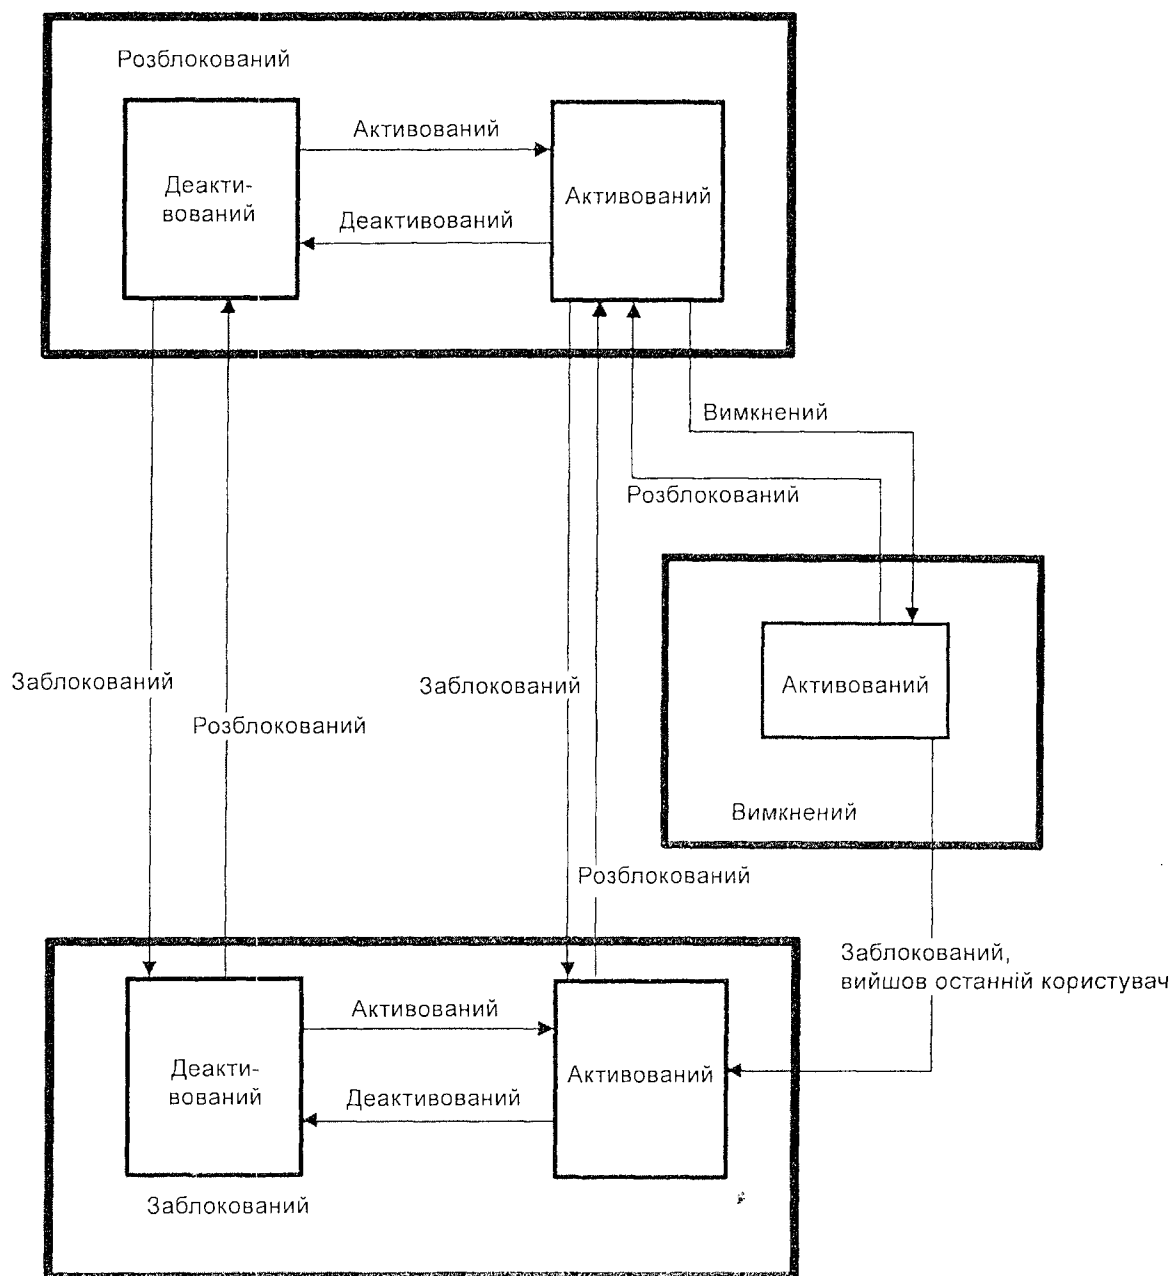 Розблокований
Активований
Деакти-
вований
Активований
Деактивований
Вимкнений
Розблокований
Заблокований
Заблокований
Активований
Розблокований
Вимкнений
Розблокований
Заблокований,
вийшов останній користувач
Активований
Деакти-
вований
Активований
Деактивований
Заблокований